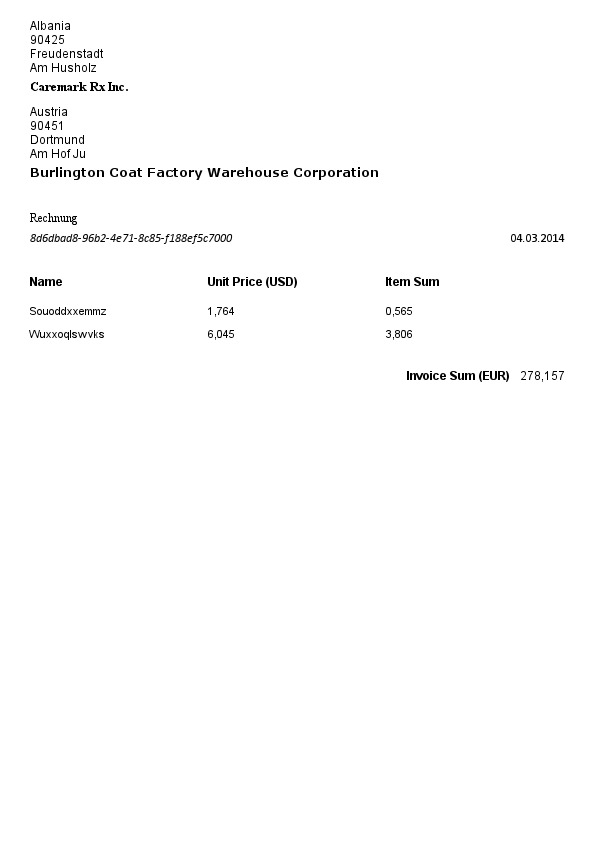 Albania
90425
Freudenstadt
Am Husholz
Caremark Rx Inc.
Austria
90451
Dortmund
Am Hof Ju
Burlington Coat Factory Warehouse Corporation
Rechnung
8d6dbad8-96b2-4e71-8c85-f188ef5c7000 04.03.2014
Name Unit Price (USD) Item Sum
Souoddxxemmz 1,764 0,565
Wuxxoqlswvks 6,045 3,806
Invoice Sum (EUR) 278,157